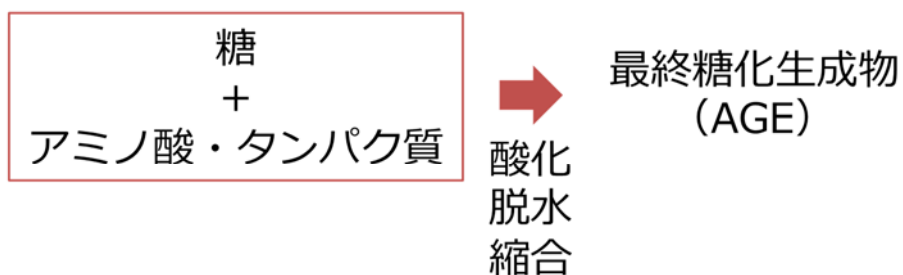 糖
+
アミノ酸・タンパク質
酸化
脱水
縮合
最終糖化生成物
（AGE）